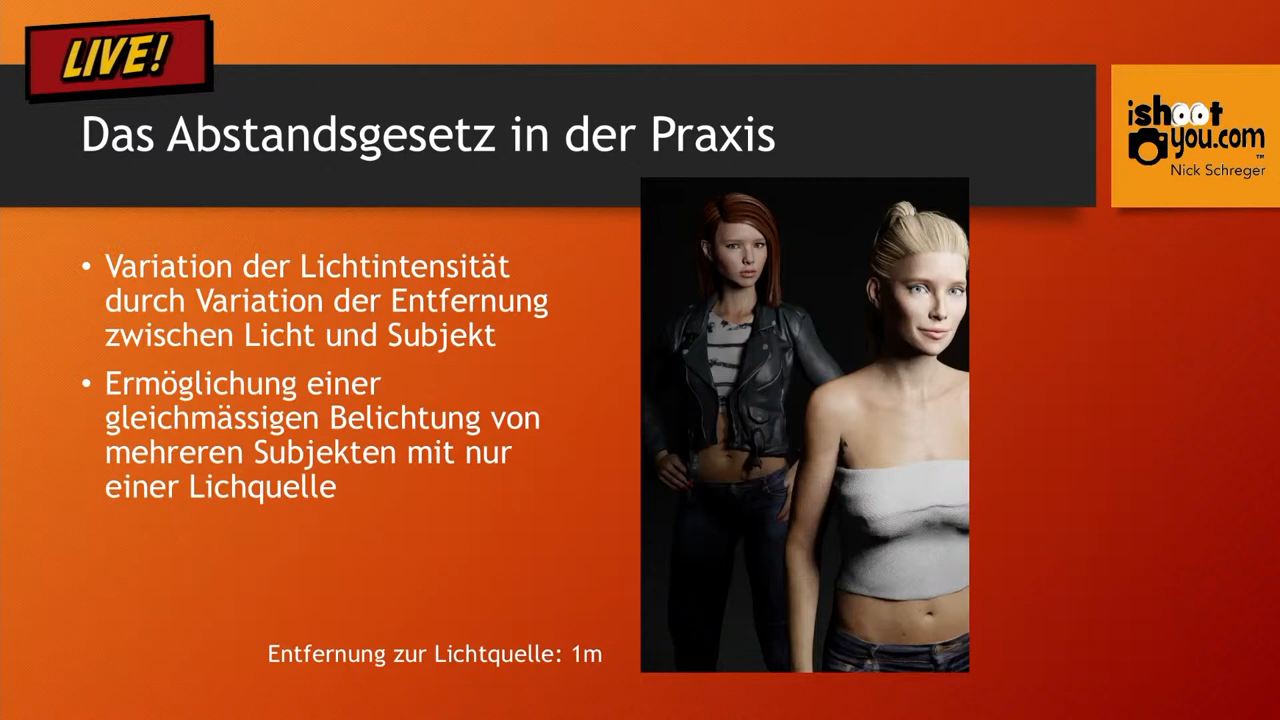 LIVE!
Das Abstandsgesetz in der Praxis
ishoot
you.com
™
Nick Schreger
• Variation der Lichtintensität
durch Variation der Entfernung
zwischen Licht und Subjekt
• Ermöglichung einer
gleichmässigen Belichtung von
mehreren Subjekten mit nur
einer Lichquelle
Entfernung zur Lichtquelle: 1m